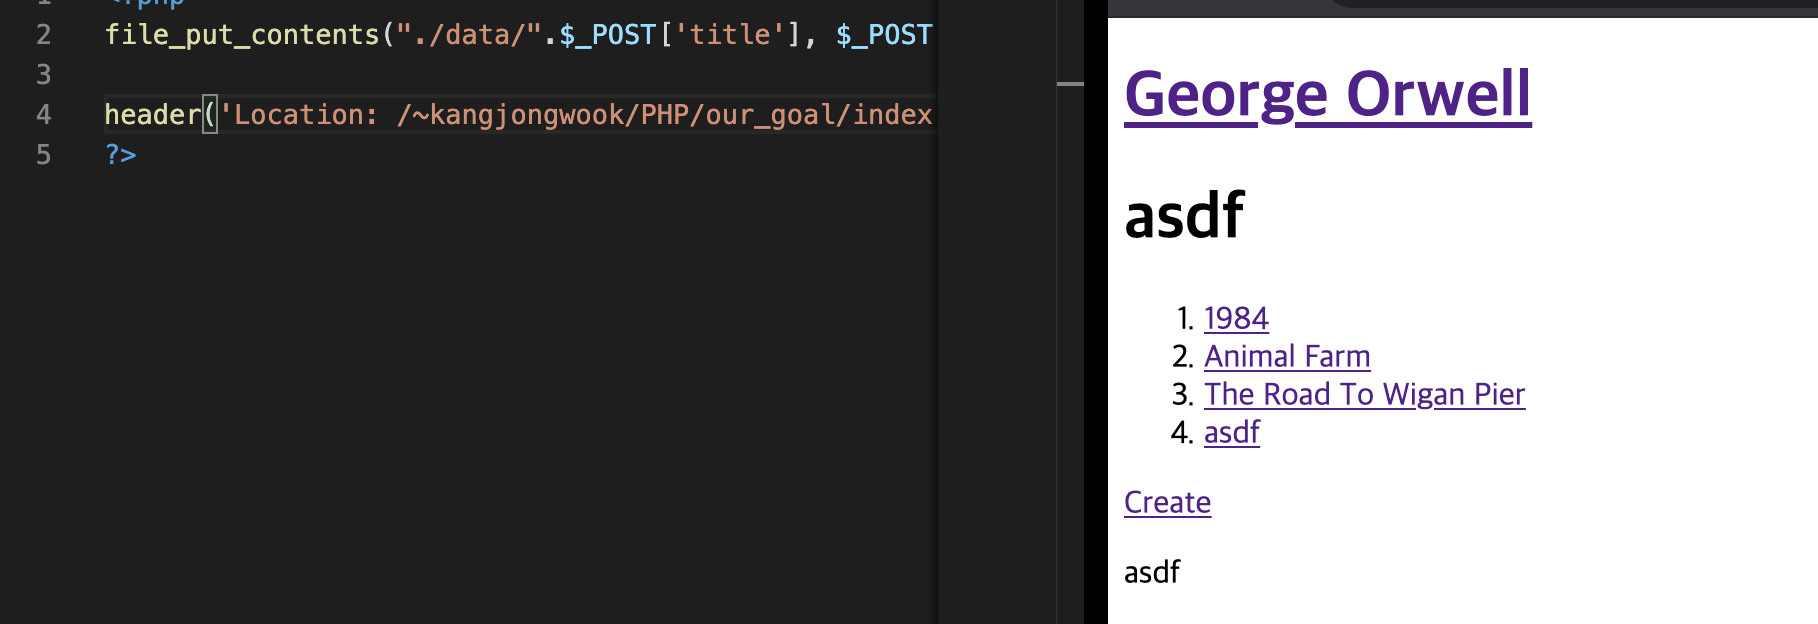 1 <?php
2 file_put_contents("./data/".$_POST['title'], $_POST
3
4 header('Location: /~kangjongwook/PHP/our_goal/index
5 ?>
George Orwell
asdf
1. 1984
2. Animal Farm
3. The Road To Wigan Pier
4. asdf
Create
asdf